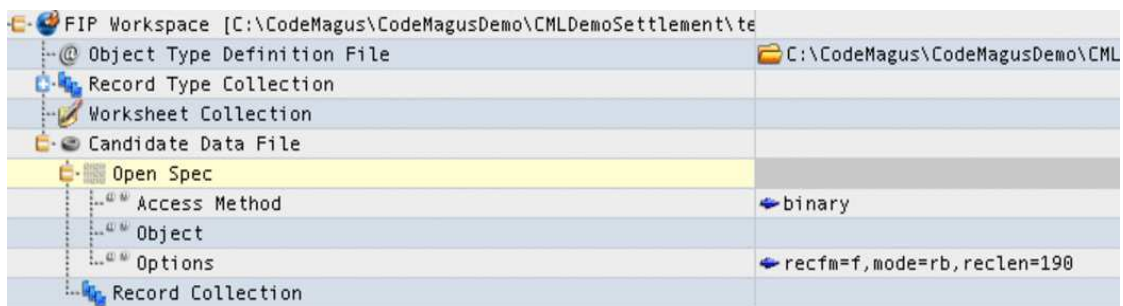 FIP Workspace [C:\CodeMagus\CodeMagusDemo\CMLDemoSettlement\te
Object Type Definition File C:\CodeMagus\CodeMagusDemo\CML
Record Type Collection
Worksheet Collection
Candidate Data File
Open Spec
Access Method binary
Object
Options recfm=f,mode=rb,reclen=190
Record Collection